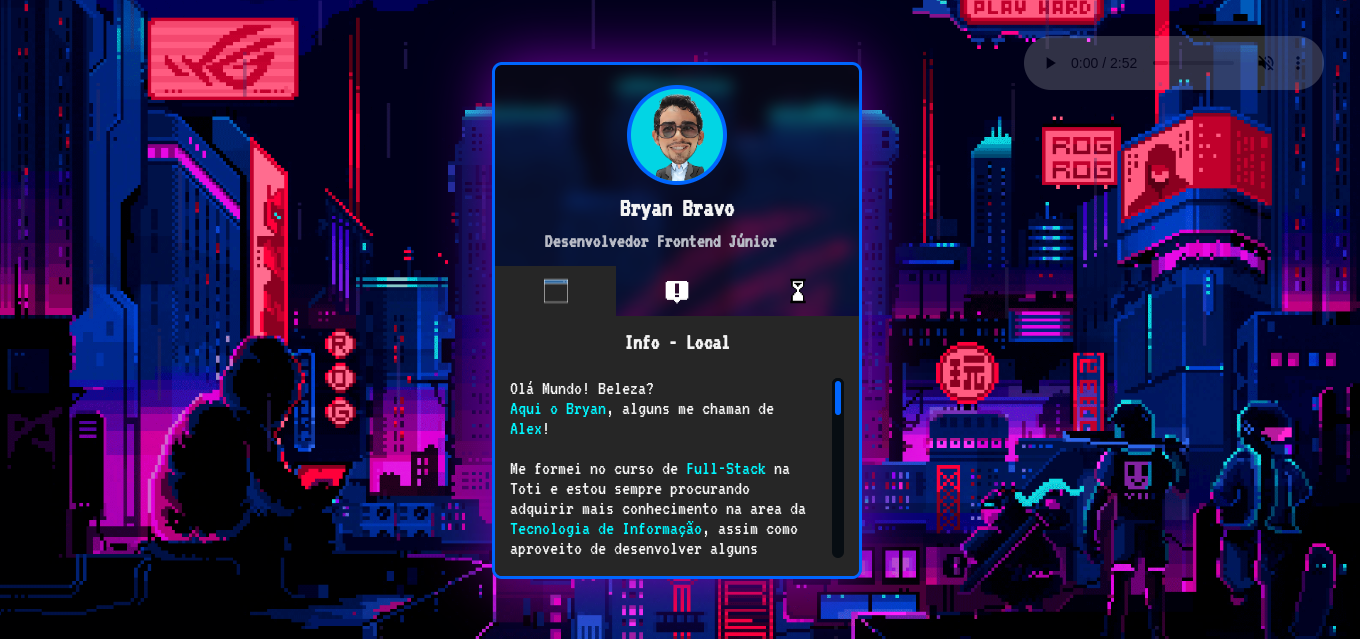 PLAY HARD
0:00 / 2:52
ROG
ROG
Bryan Bravo
Desenvolvedor Frontend Júnior
R
O
G
玩
Info - Local
Olá Mundo! Beleza?
Aqui o Bryan, alguns me chaman de
Alex!
Me formei no curso de Full-Stack na
Toti e estou sempre procurando
adquirir mais conhecimento na area da
Tecnologia de Informação, assim como
aproveito de desenvolver alguns